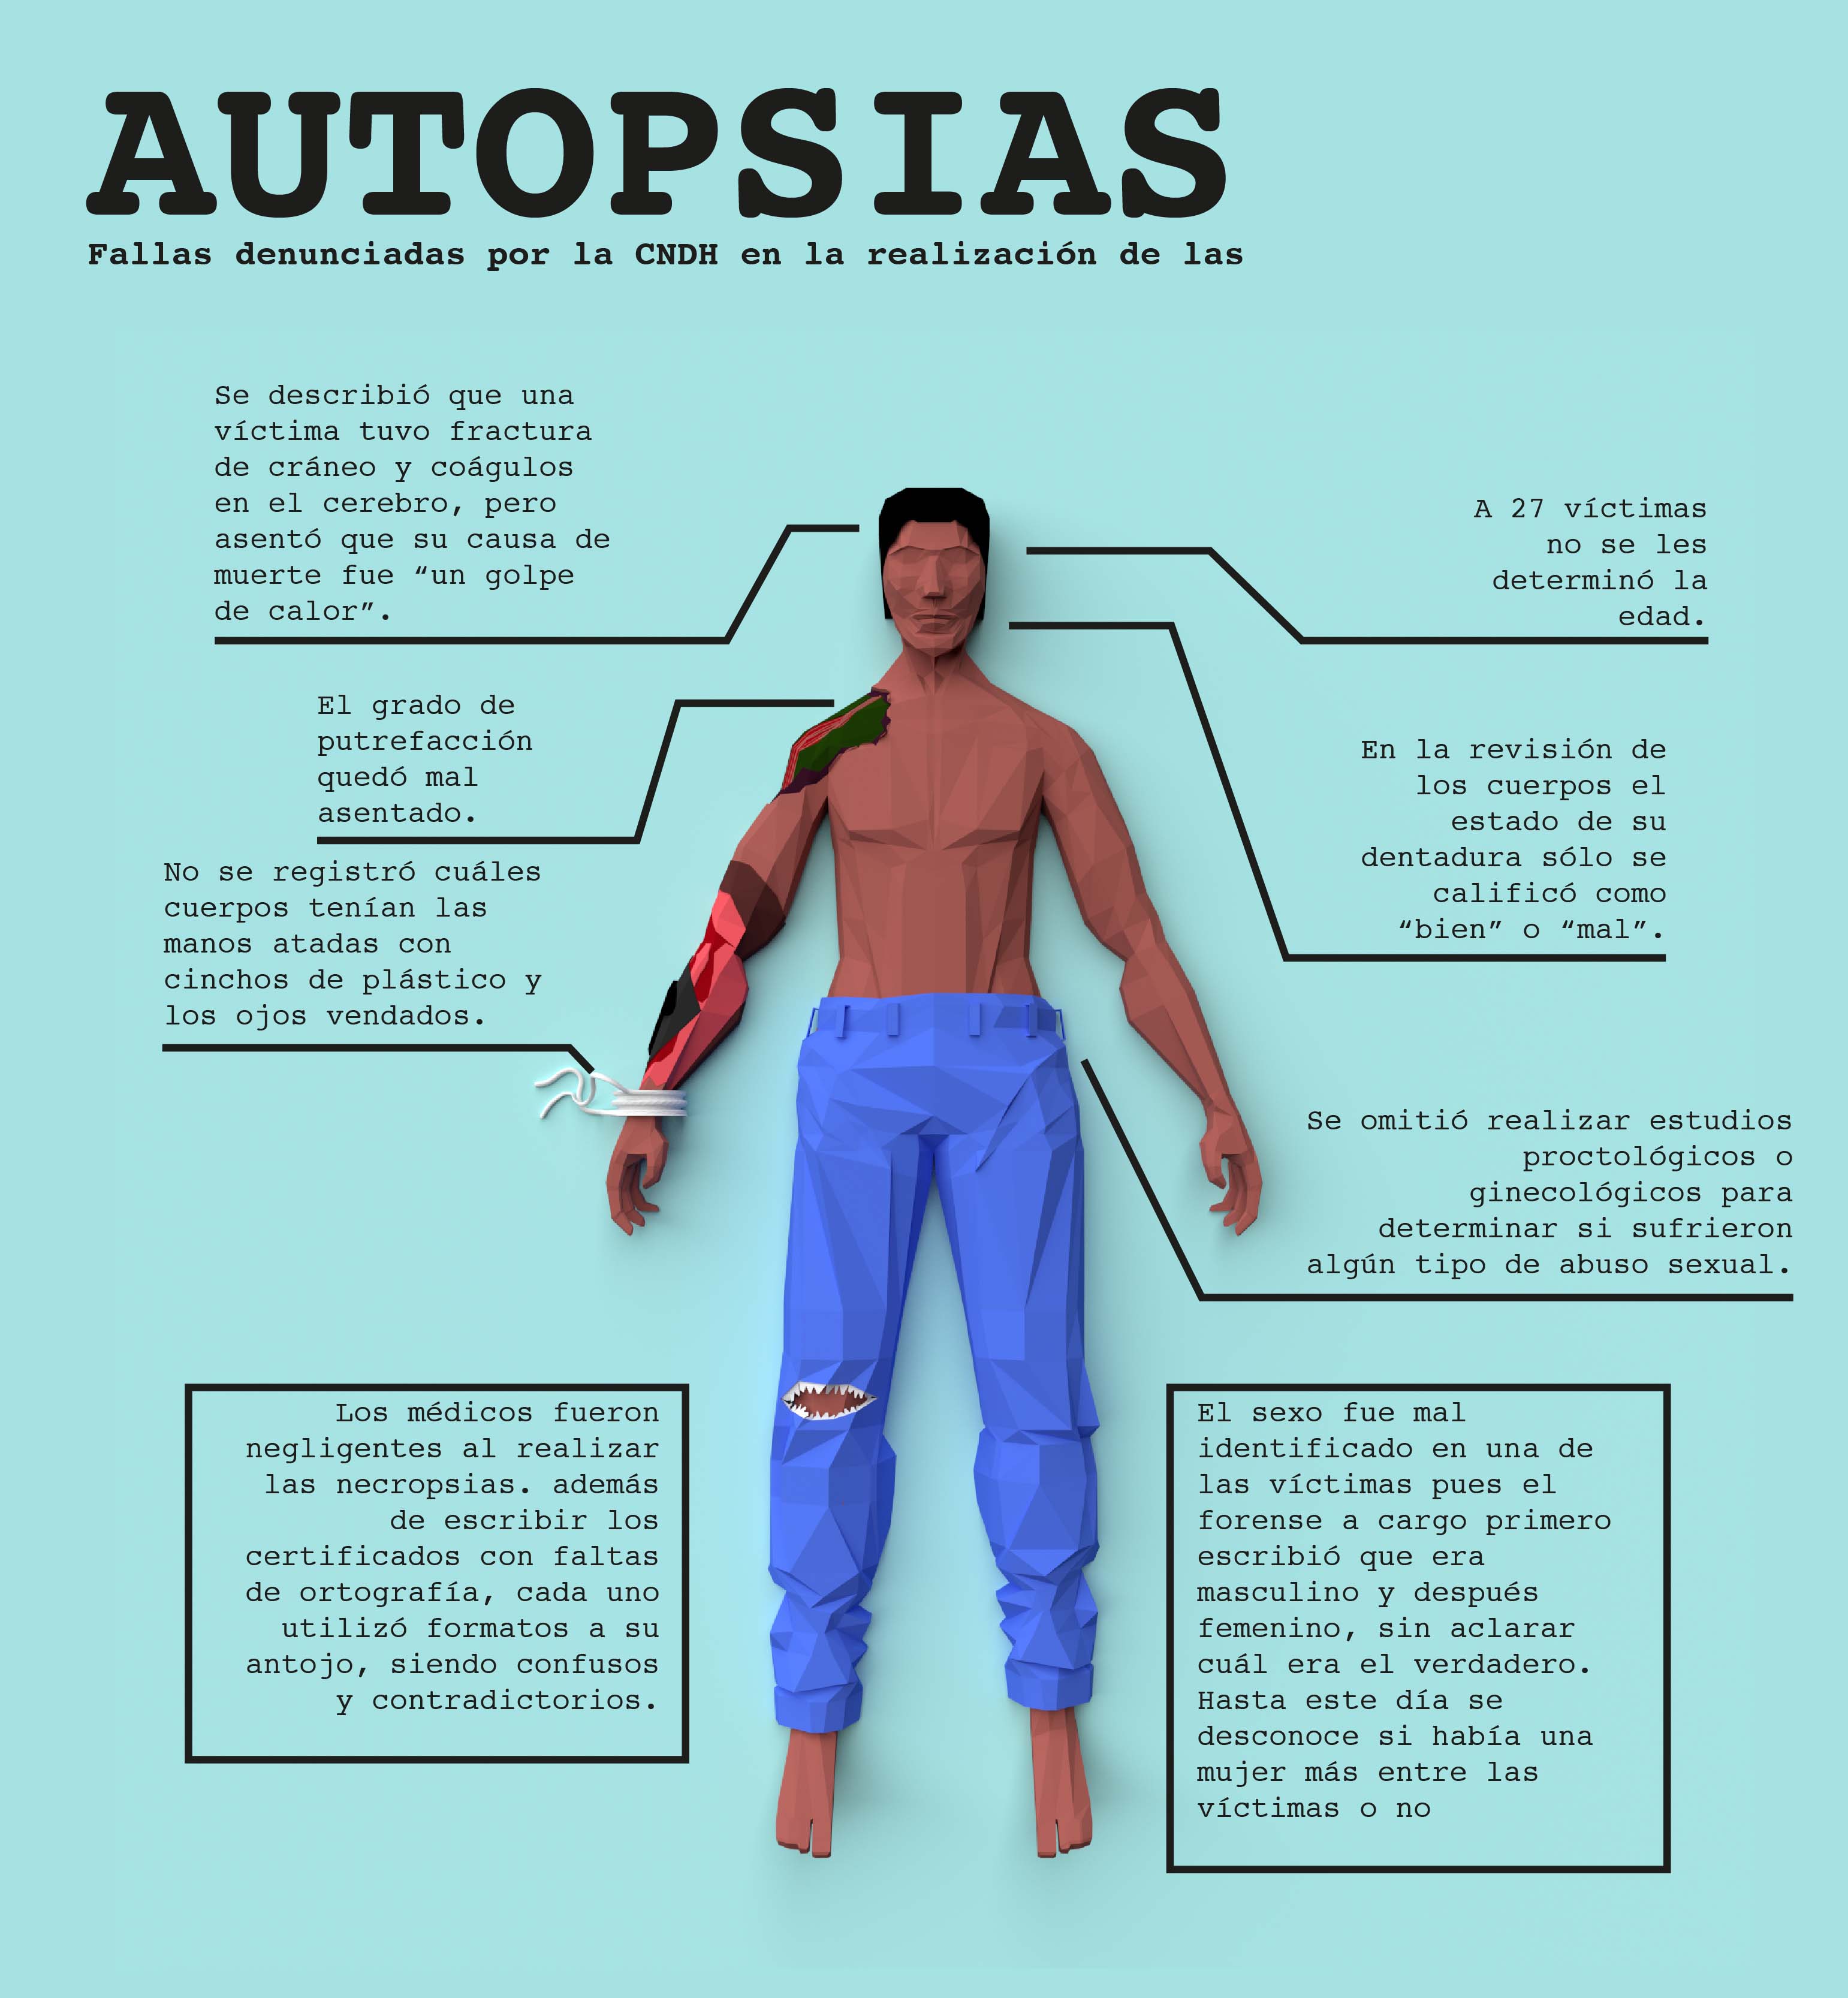 AUTOPSIAS
Fallas denunciadas por la CNDH en la realización de las
Se describió que una
víctima tuvo fractura
de cráneo y coágulos
en el cerebro, pero
asentó que su causa de
muerte fue “un golpe
de calor”.
A 27 víctimas
no se les
determinó la
edad.
El grado de
putrefacción
quedó mal
asentado.
En la revisión de
los cuerpos el
estado de su
dentadura sólo se
calificó como
“bien” o “mal”.
No se registró cuáles
cuerpos tenían las
manos atadas con
cinchos de plástico y
los ojos vendados.
Se omitió realizar estudios
proctológicos o
ginecológicos para
determinar si sufrieron
algún tipo de abuso sexual.
Los médicos fueron
negligentes al realizar
las necropsias. además
de escribir los
certificados con faltas
de ortografía, cada uno
utilizó formatos a su
antojo, siendo confusos
y contradictorios.
El sexo fue mal
identificado en una de
las víctimas pues el
forense a cargo primero
escribió que era
masculino y después
femenino, sin aclarar
cuál era el verdadero.
Hasta este día se
desconoce si había una
mujer más entre las
víctimas o no